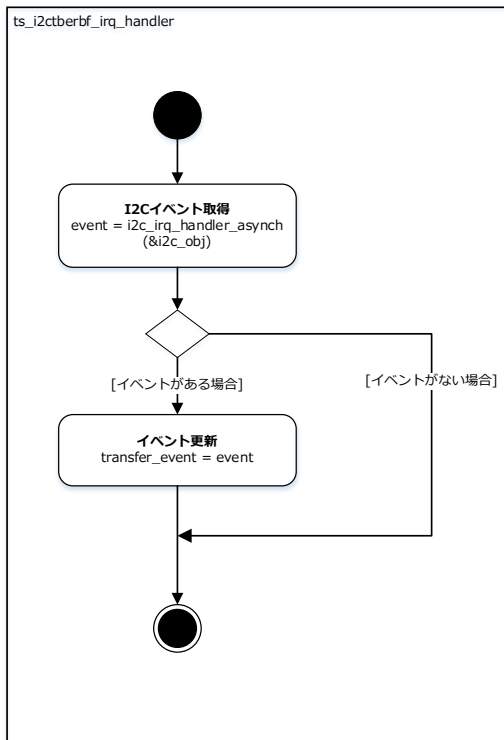 ts_i2ctberbf_irq_handler
I2Cイベント取得
event = i2c_irq_handler_asynch
(&i2c_obj)
[イベントがない場合]
[イベントがある場合]
イベント更新
transfer_event = event